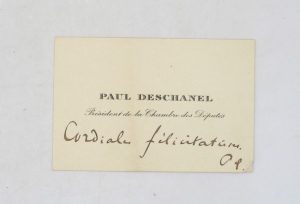 PAUL DESCHANEL
Président de la Chambre des Députés
Cordiales félicitations.